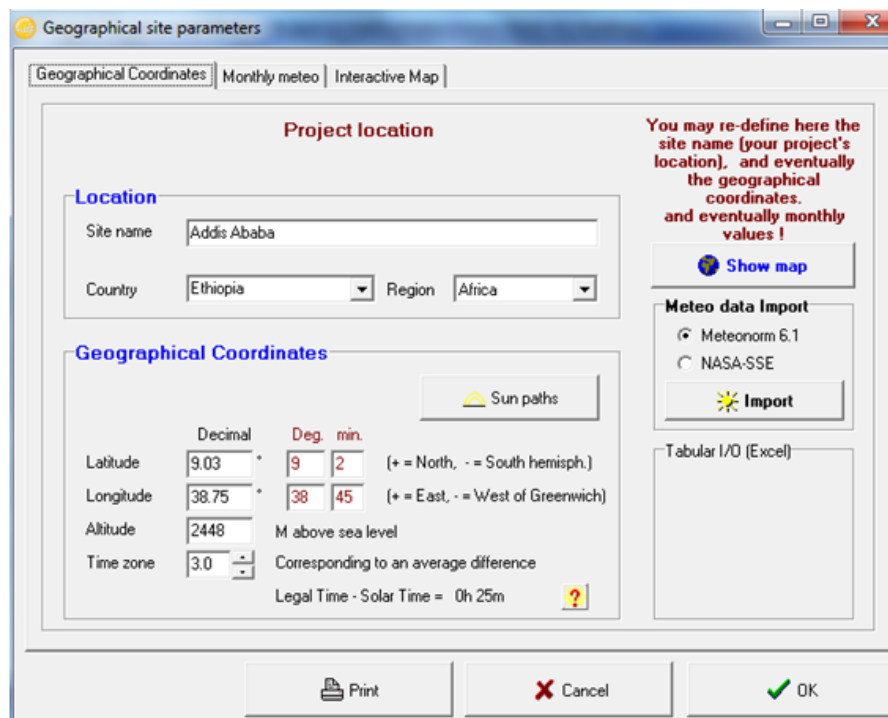 Geographical site parameters
Geographical Coordinates
Monthly meteo
Interactive Map
Project location
You may re-define here the
site name (your project's
location), and eventually
the geographical
coordinates.
and eventually monthly
values !
Location
Site name Addis Ababa
Country Ethiopia Region Africa
Show map
Meteo data Import
Meteonorm 6.1
NASA-SSE
Import
Tabular I/O (Excel)
Geographical Coordinates
Sun paths
Decimal Deg. min.
Latitude 9.03 ° 9 2 (+ = North, - = South hemisph.)
Longitude 38.75 ° 38 45 (+ = East, - = West of Greenwich)
Altitude 2448 M above sea level
Time zone 3.0 Corresponding to an average difference
Legal Time - Solar Time = 0h 25m ?
Print
Cancel
OK